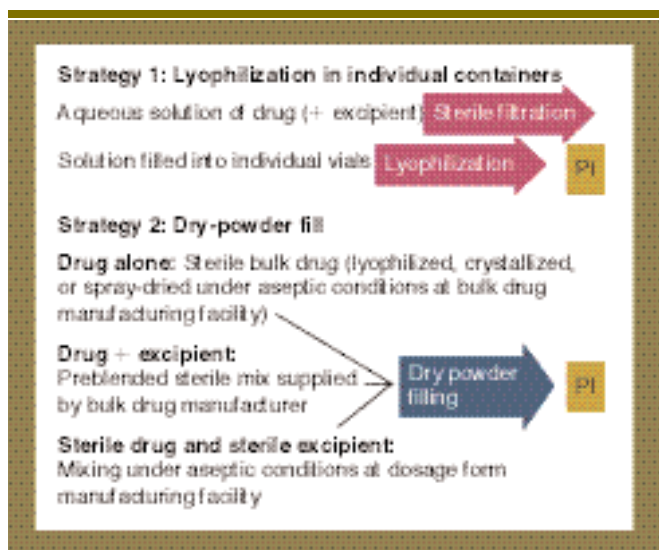 Strategy 1: Lyophilization in individual containers
Aqueous solution of drug (+ excipient) Sterile filtration
Solution filled into individual vials Lyophilization PI
Strategy 2: Dry-powder fill
Drug alone: Sterile bulk drug (lyophilized, crystallized,
or spray-dried under aseptic conditions at bulk drug
manufacturing facility)
Drug + excipient:
Preblended sterile mix supplied
by bulk drug manufacturer
Dry powder
filling
PI
Sterile drug and sterile excipient:
Mixing under aseptic conditions at dosage form
manufacturing facility